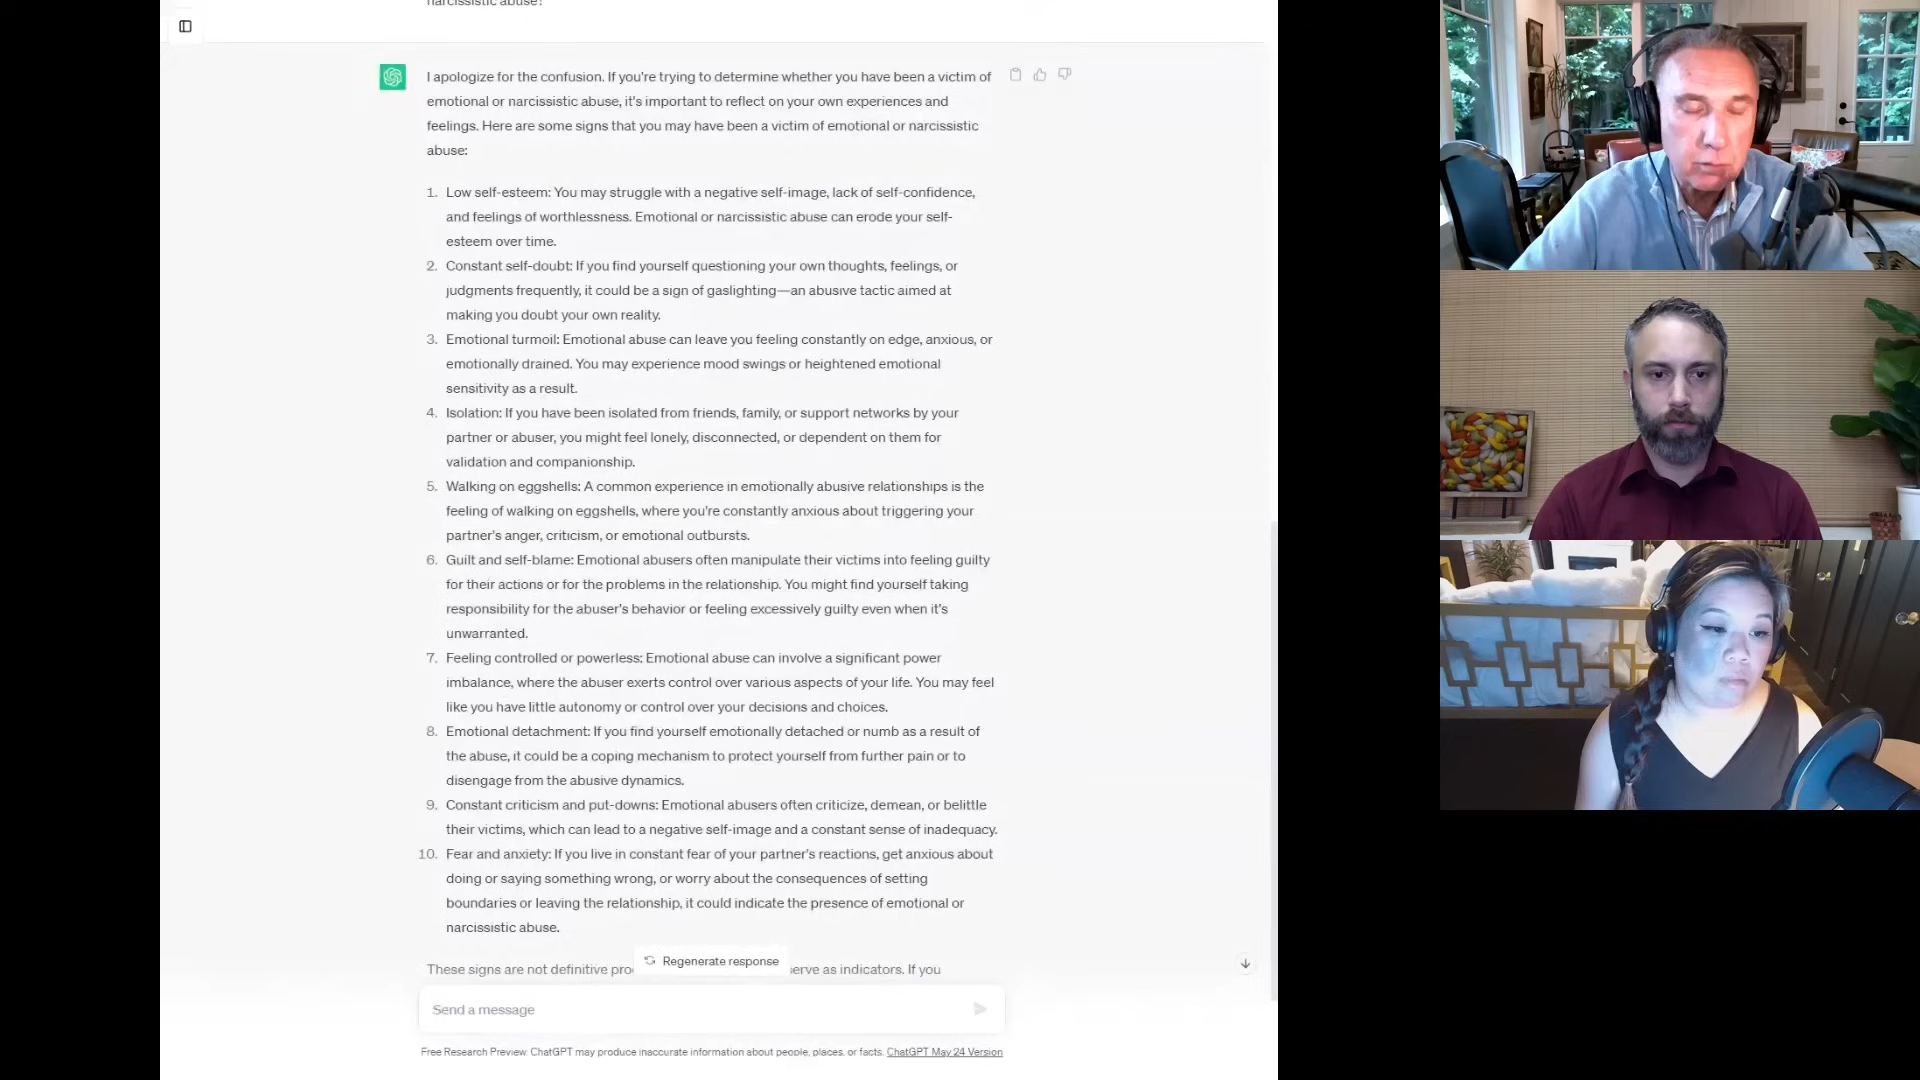 narcissistic abuse?
I apologize for the confusion. If you're trying to determine whether you have been a victim of
emotional or narcissistic abuse, it's important to reflect on your own experiences and
feelings. Here are some signs that you may have been a victim of emotional or narcissistic
abuse:
1. Low self-esteem: You may struggle with a negative self-image, lack of self-confidence,
and feelings of worthlessness. Emotional or narcissistic abuse can erode your self-
esteem over time.
2. Constant self-doubt: If you find yourself questioning your own thoughts, feelings, or
judgments frequently, it could be a sign of gaslighting—an abusive tactic aimed at
making you doubt your own reality.
3. Emotional turmoil: Emotional abuse can leave you feeling constantly on edge, anxious, or
emotionally drained. You may experience mood swings or heightened emotional
sensitivity as a result.
4. Isolation: If you have been isolated from friends, family, or support networks by your
partner or abuser, you might feel lonely, disconnected, or dependent on them for
validation and companionship.
5. Walking on eggshells: A common experience in emotionally abusive relationships is the
feeling of walking on eggshells, where you're constantly anxious about triggering your
partner's anger, criticism, or emotional outbursts.
6. Guilt and self-blame: Emotional abusers often manipulate their victims into feeling guilty
for their actions or for the problems in the relationship. You might find yourself taking
responsibility for the abuser's behavior or feeling excessively guilty even when it's
unwarranted.
7. Feeling controlled or powerless: Emotional abuse can involve a significant power
imbalance, where the abuser exerts control over various aspects of your life. You may feel
like you have little autonomy or control over your decisions and choices.
8. Emotional detachment: If you find yourself emotionally detached or numb as a result of
the abuse, it could be a coping mechanism to protect yourself from further pain or to
disengage from the abusive dynamics.
9. Constant criticism and put-downs: Emotional abusers often criticize, demean, or belittle
their victims, which can lead to a negative self-image and a constant sense of inadequacy.
10. Fear and anxiety: If you live in constant fear of your partner's reactions, get anxious about
doing or saying something wrong, or worry about the consequences of setting
boundaries or leaving the relationship, it could indicate the presence of emotional or
narcissistic abuse.
These signs are not definitive as indicators. If you
Regenerate response
Send a message
Free Research Preview. ChatGPT may produce inaccurate information about people, places, or facts. ChatGPT May 24 Version